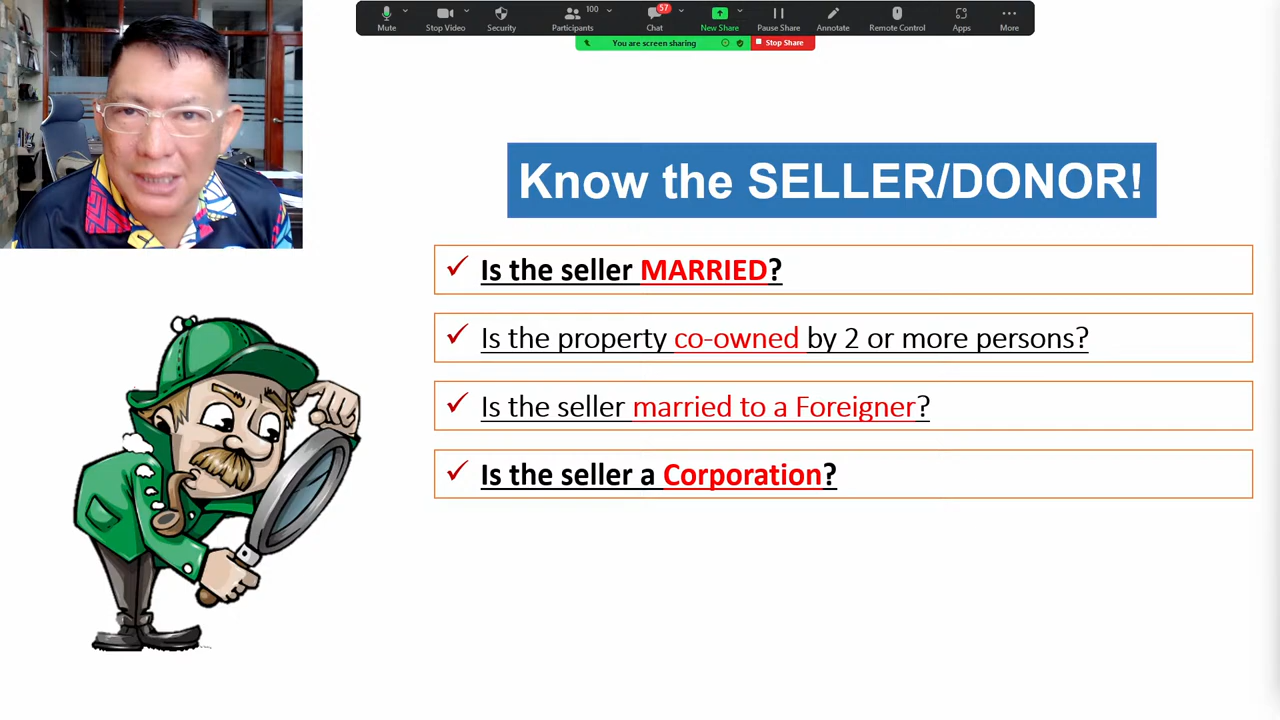 100
57
Mute
Stop Video
Security
Participants
Chat
New Share
Pause Share
Annotate
Remote Control
Apps
More
You are screen sharing
Stop Share
Know the SELLER/DONOR!
Is the seller MARRIED?
Is the property co-owned by 2 or more persons?
Is the seller married to a Foreigner?
Is the seller a Corporation?